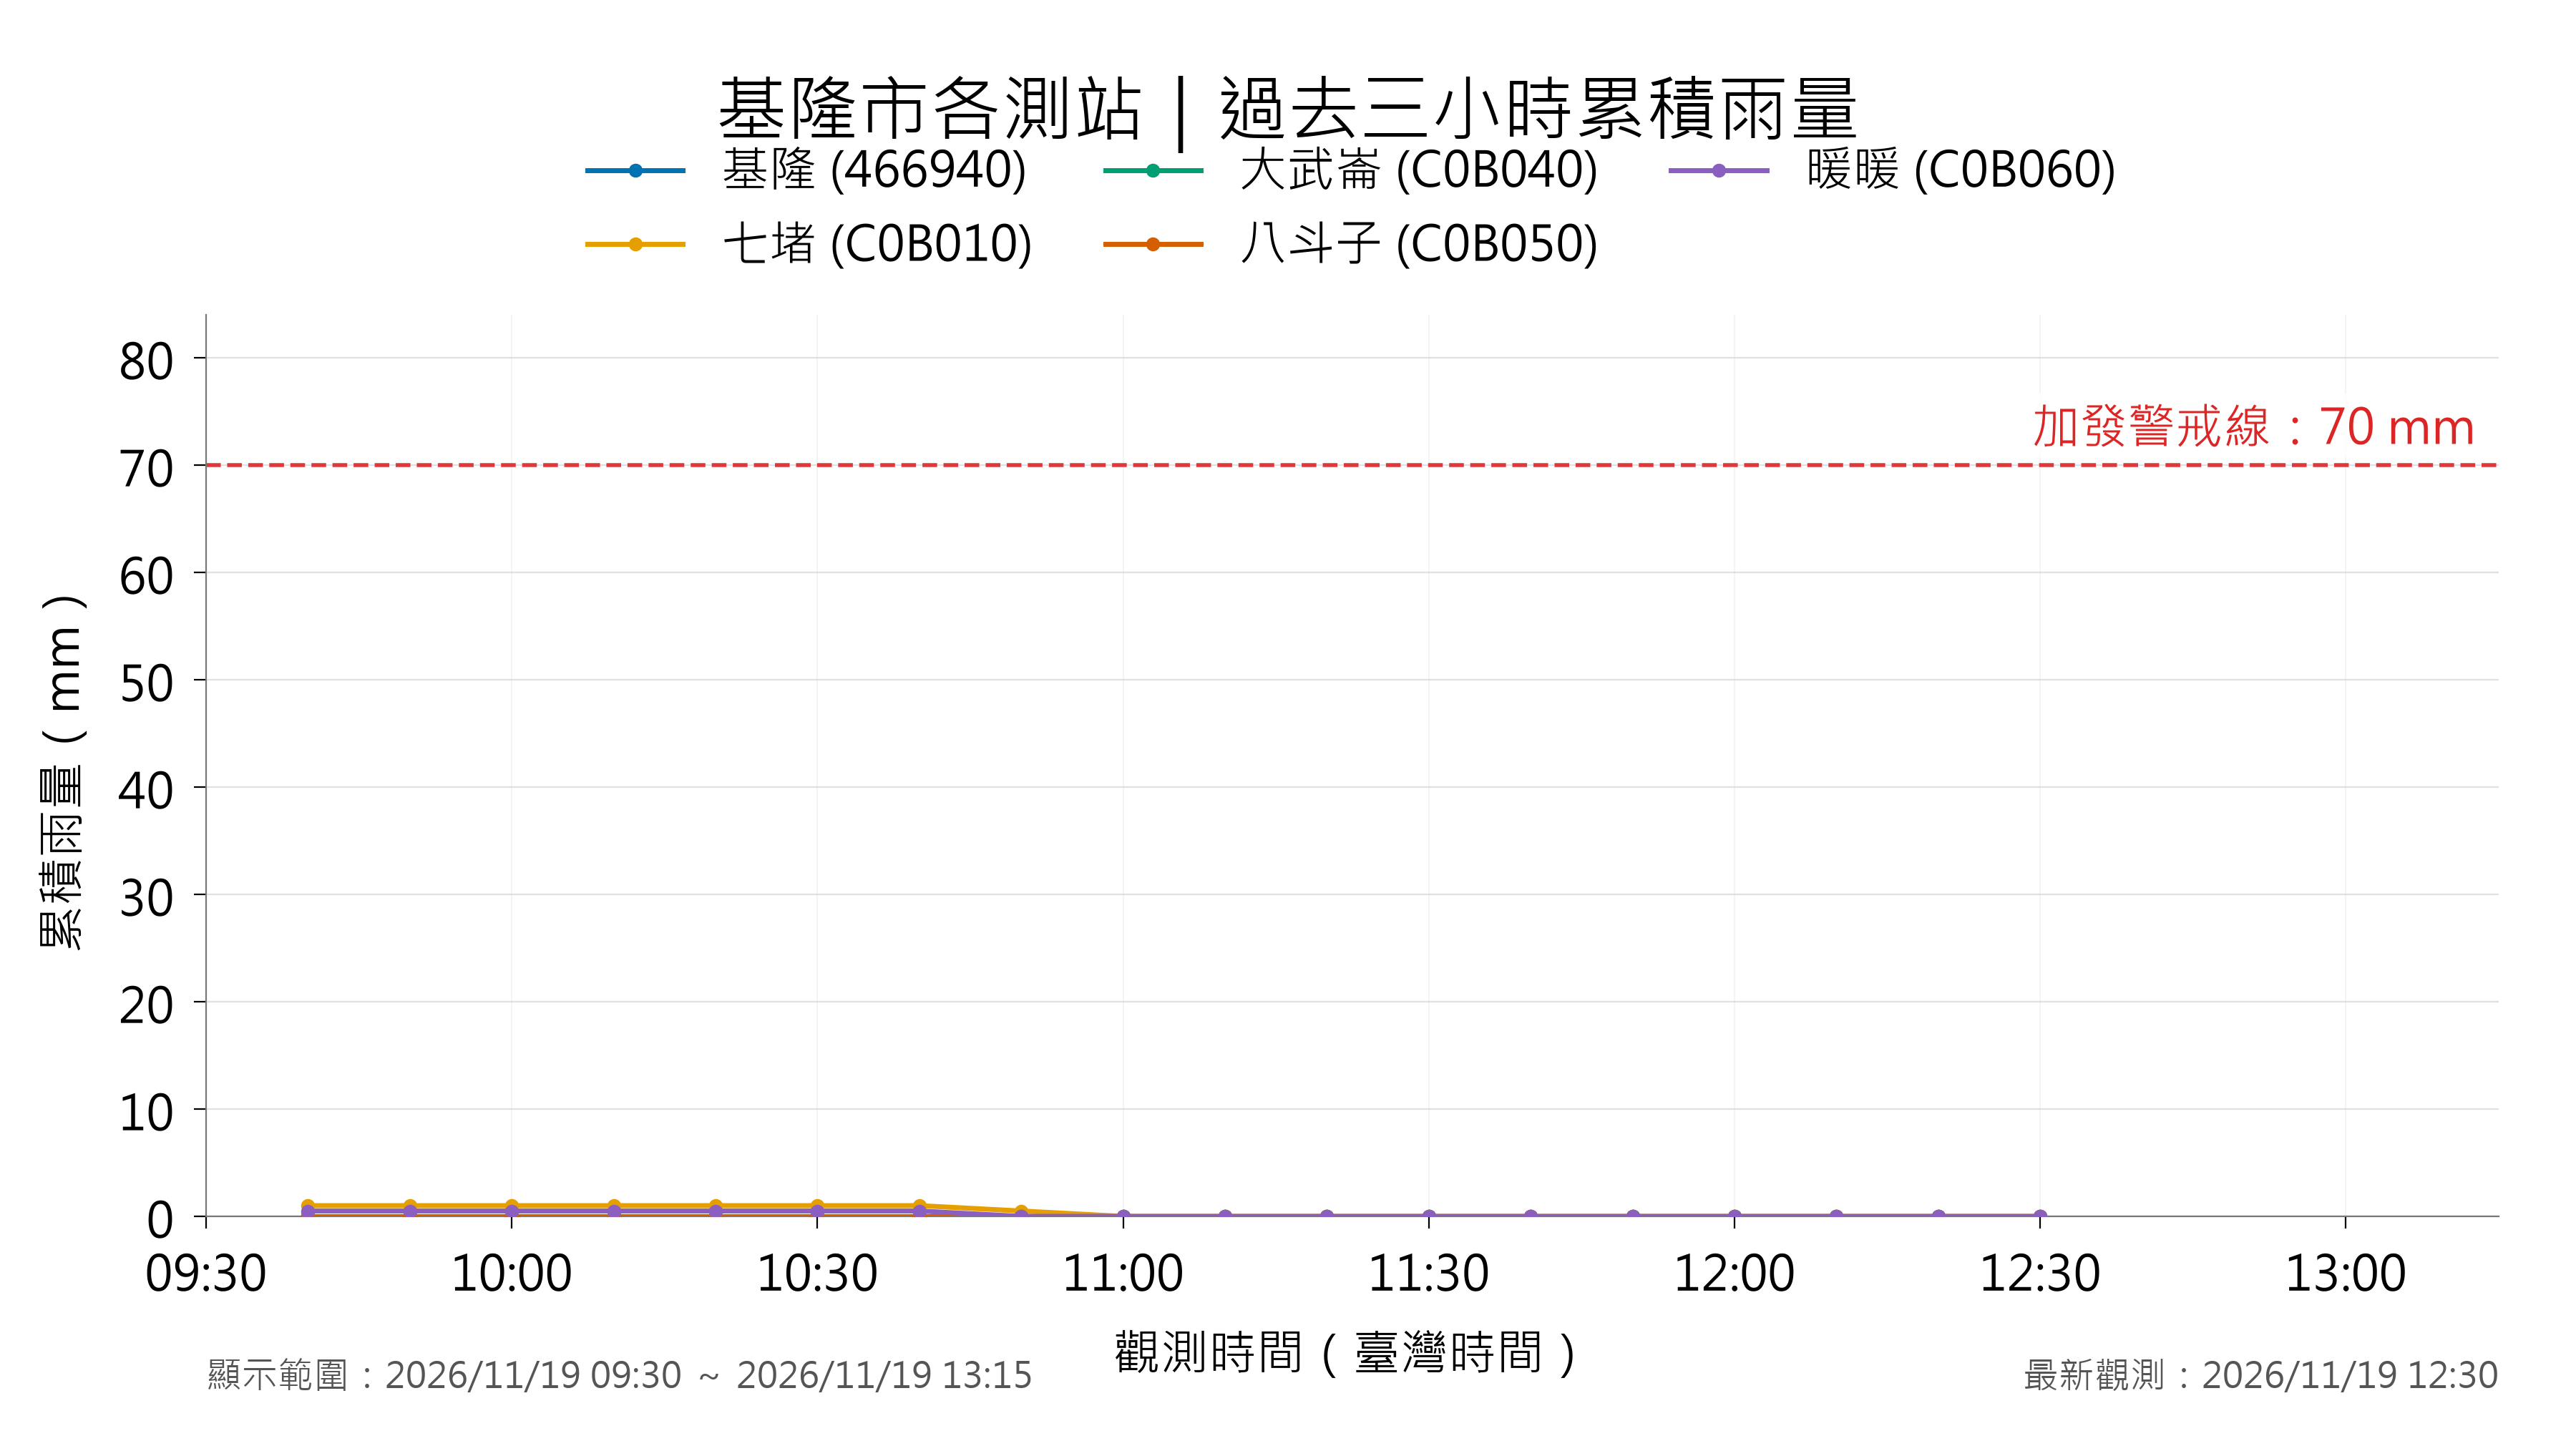 基隆市各測站｜過去三小時累積雨量
基隆 (466940) 大武崙 (C0B040) 暖暖 (C0B060)
七堵 (C0B010) 八斗子 (C0B050)
80
加發警戒線：70 mm
70
60
50
40
30
20
10
0
累積雨量（mm）
09:30 10:00 10:30 11:00 11:30 12:00 12:30 13:00
觀測時間（臺灣時間）
顯示範圍：2026/11/19 09:30 ~ 2026/11/19 13:15
最新觀測：2026/11/19 12:30